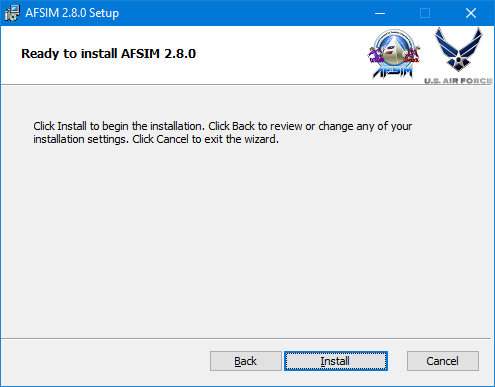 AFSIM 2.8.0 Setup
Ready to install AFSIM 2.8.0
AFSIM
U.S. AIR FORCE
Click Install to begin the installation. Click Back to review or change any of your
installation settings. Click Cancel to exit the wizard.
Back
Install
Cancel